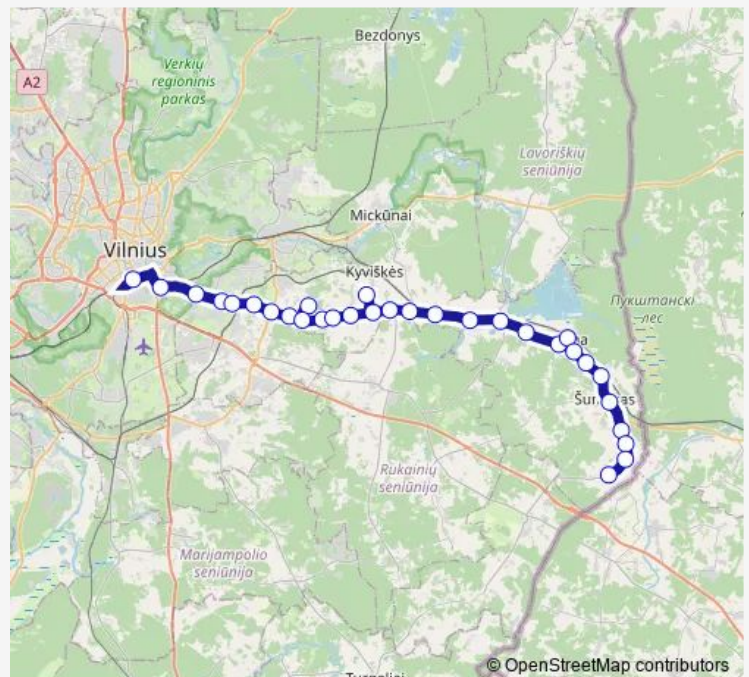 Bezdonys
Verkių
regioninis
parkas
A2
Lavoriškių
seniūnija
Mickūnai
Vilnius
Kyviškės
Пукштанскі
лес
Rukainių
seniūnija
Marijampolio
seniūnija
© OpenStreetMap contributors